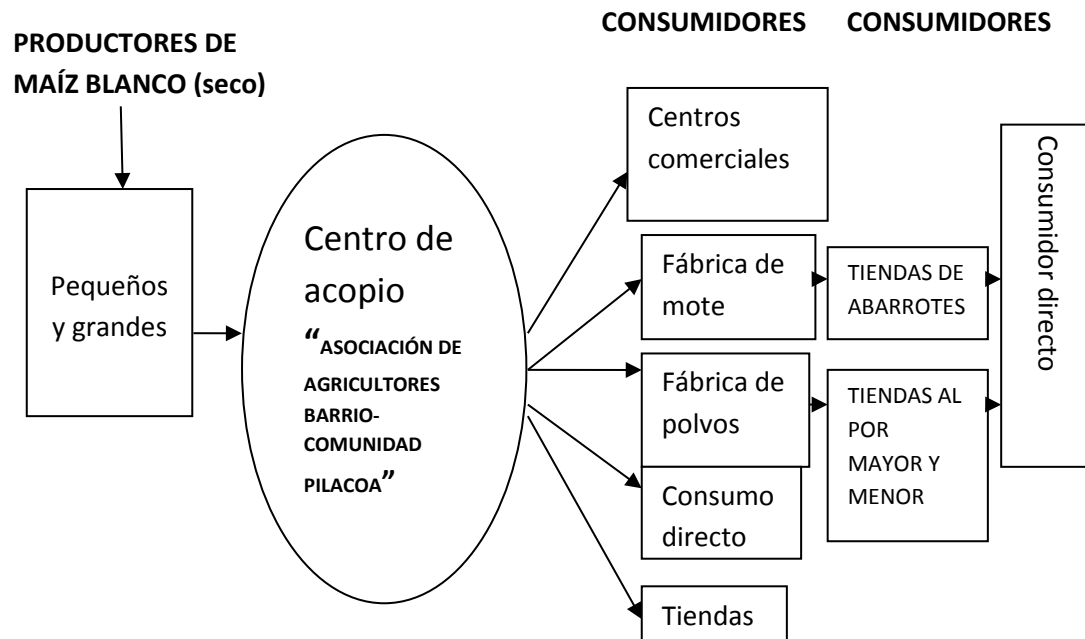 CONSUMIDORES CONSUMIDORES
PRODUCTORES DE
MAÍZ BLANCO (seco)
Pequeños
y grandes
Centro de
acopio
“ASOCIACIÓN DE
AGRICULTORES
BARRIO-
COMUNIDAD
PILACOA”
Centros
comerciales
Fábrica de
mote
Fábrica de
polvos
Consumo
directo
Tiendas
TIENDAS DE
ABARROTES
TIENDAS AL
POR
MAYOR Y
MENOR
Consumidor directo